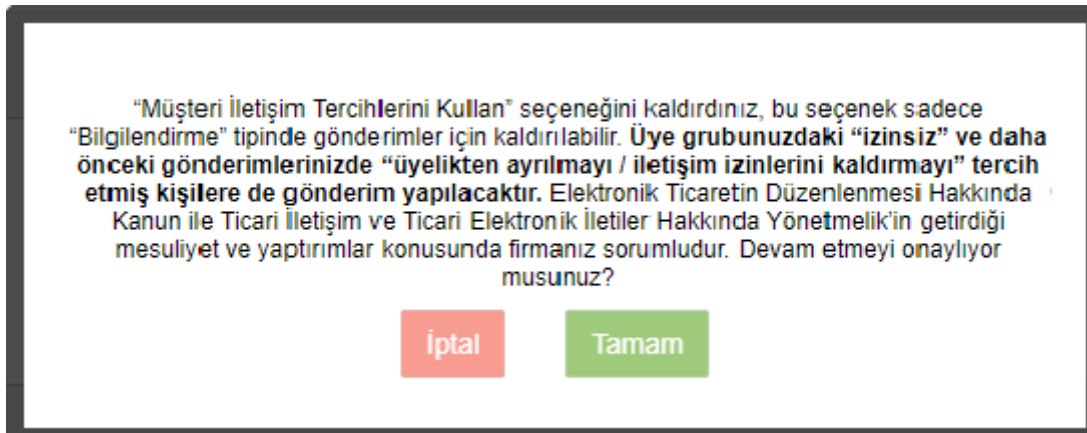 “Müşteri İletişim Tercihlerini Kullan” seçeneğini kaldırdınız, bu seçenek sadece
“Bilgilendirme” tipinde gönderimler için kaldırılabilir. Üye grubunuzdaki “izinsiz” ve daha
önceki gönderimlerinizde “üyelikten ayrılmayı / iletişim izinlerini kaldırmayı” tercih
etmiş kişilere de gönderim yapılacaktır. Elektronik Ticaretin Düzenlenmesi Hakkında
Kanun ile Ticari İletişim ve Ticari Elektronik İletiler Hakkında Yönetmelik’in getirdiği
mesuliyet ve yaptırımlar konusunda firmanız sorumludur. Devam etmeyi onaylıyor
musunuz?
İptal
Tamam